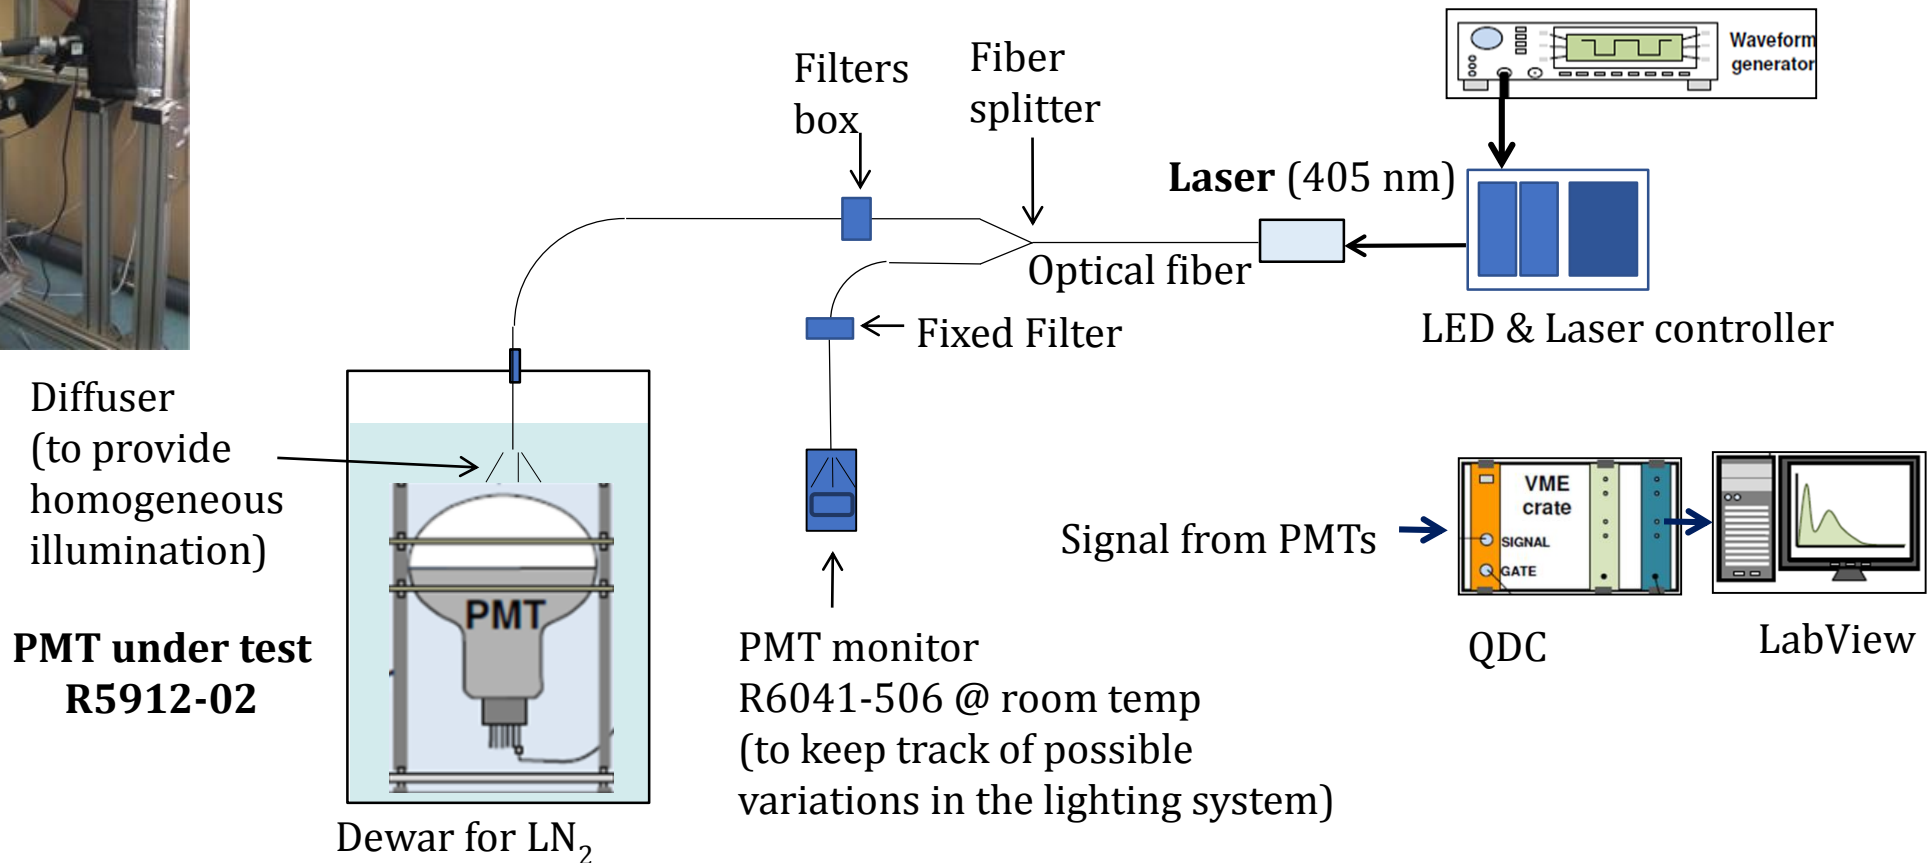 Filters
box
Fiber
splitter
Waveform
generator
Laser (405 nm)
Optical fiber
LED & Laser controller
Fixed Filter
Diffuser
(to provide
homogeneous
illumination)
PMT
PMT under test
R5912-02
Dewar for LN₂
PMT monitor
R6041-506 @ room temp
(to keep track of possible
variations in the lighting system)
Signal from PMTs
VME
crate
SIGNAL
GATE
QDC
LabView